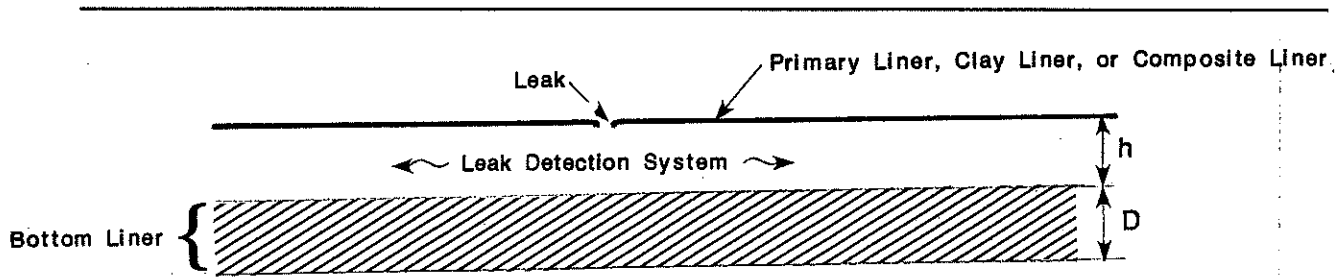 Primary Liner, Clay Liner, or Composite Liner
Leak
h
Leak Detection System
D
Bottom Liner